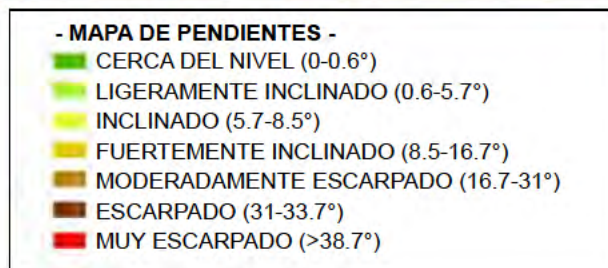 - MAPA DE PENDIENTES -
CERCA DEL NIVEL (0-0.6°)
LIGERAMENTE INCLINADO (0.6-5.7°)
INCLINADO (5.7-8.5°)
FUERTEMENTE INCLINADO (8.5-16.7°)
MODERADAMENTE ESCARPADO (16.7-31°)
ESCARPADO (31-33.7°)
MUY ESCARPADO (>38.7°)